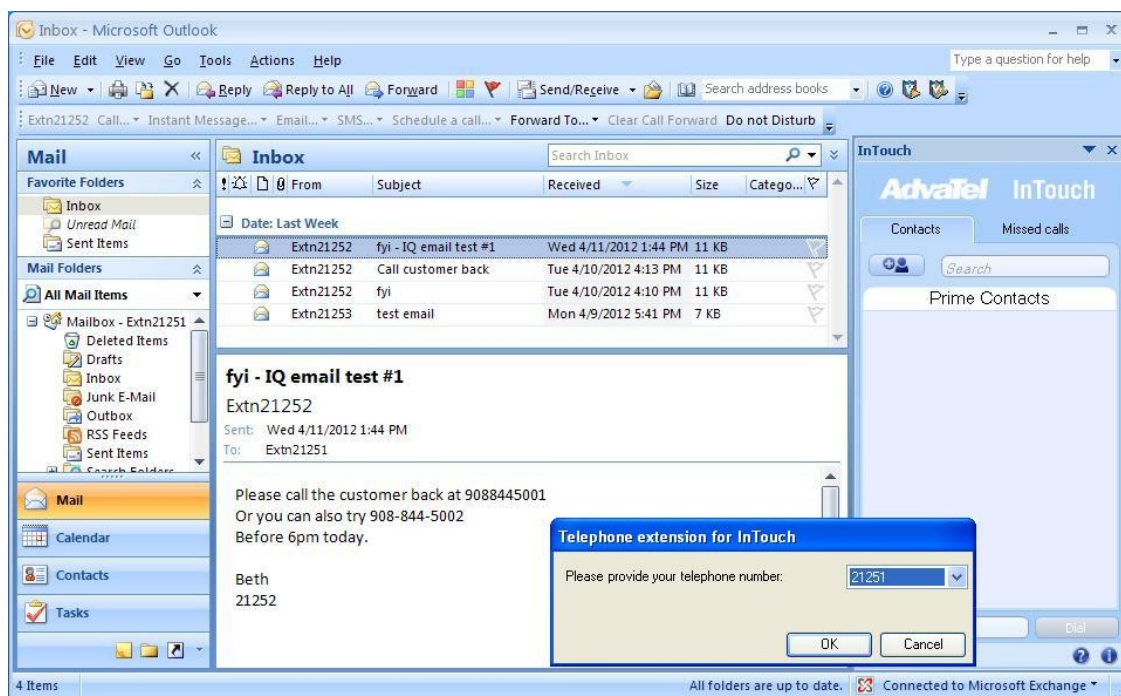 Inbox - Microsoft Outlook
File Edit View Go Tools Actions Help
Type a question for help
New Reply Reply to All Forward Send/Receive Search address books
Extn21252 Call... Instant Message... Email... SMS... Schedule a call... Forward To... Clear Call Forward Do not Disturb
Mail
Favorite Folders
Inbox
Unread Mail
Sent Items
Mail Folders
All Mail Items
Mailbox - Extn21251
Deleted Items
Drafts
Inbox
Junk E-Mail
Outbox
RSS Feeds
Sent Items
Search Folders
Mail
Calendar
Contacts
Tasks
Inbox
Search Inbox
From Subject Received Size Catego...
Date: Last Week
Extn21252 fyi - IQ email test #1 Wed 4/11/2012 1:44 PM 11 KB
Extn21252 Call customer back Tue 4/10/2012 4:13 PM 11 KB
Extn21252 fyi Tue 4/10/2012 4:10 PM 11 KB
Extn21253 test email Mon 4/9/2012 5:41 PM 7 KB
fyi - IQ email test #1
Extn21252
Sent: Wed 4/11/2012 1:44 PM
To: Extn21251
Please call the customer back at 9088445001
Or you can also try 908-844-5002
Before 6pm today.
Beth
21252
InTouch
AdvaTel InTouch
Contacts Missed calls
Search
Prime Contacts
Dial
Telephone extension for InTouch
Please provide your telephone number: 21251
OK Cancel
4 Items
All folders are up to date. Connected to Microsoft Exchange